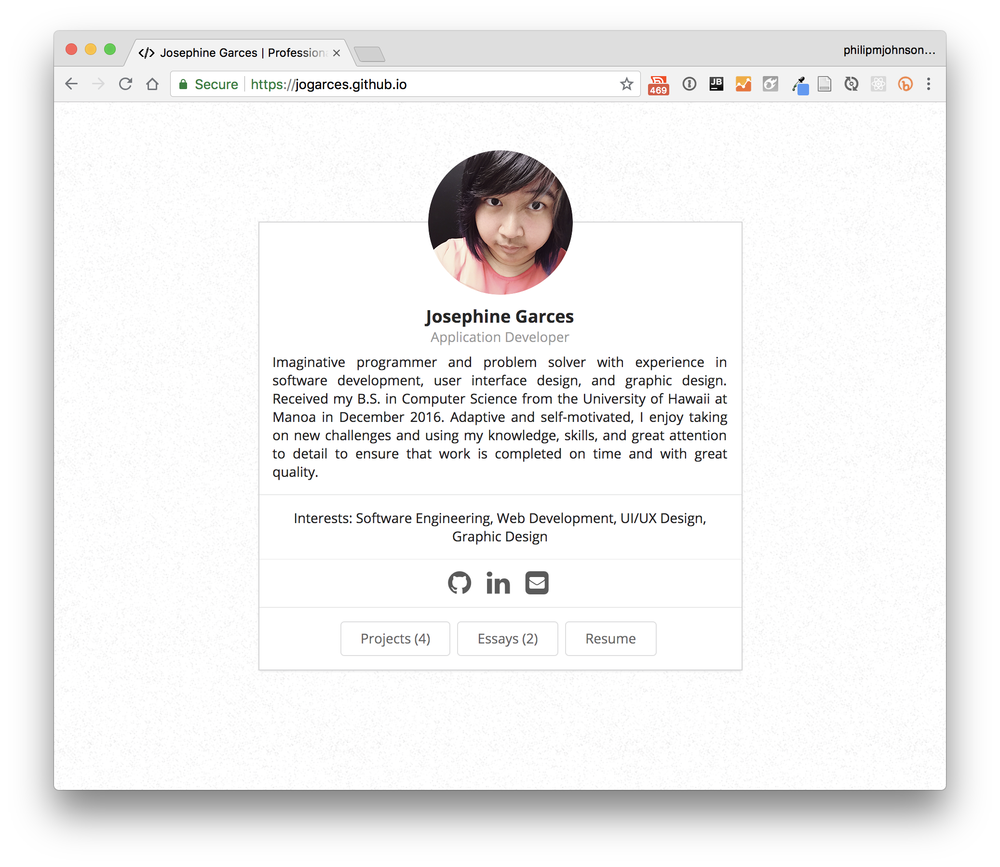 Josephine Garces | Professiona
philipmjohnson...
Secure
https://jogarces.github.io
469
JB
Josephine Garces
Application Developer
Imaginative programmer and problem solver with experience in
software development, user interface design, and graphic design.
Received my B.S. in Computer Science from the University of Hawaii at
Manoa in December 2016. Adaptive and self-motivated, I enjoy taking
on new challenges and using my knowledge, skills, and great attention
to detail to ensure that work is completed on time and with great
quality.
Interests: Software Engineering, Web Development, UI/UX Design,
Graphic Design
in
Projects (4)
Essays (2)
Resume